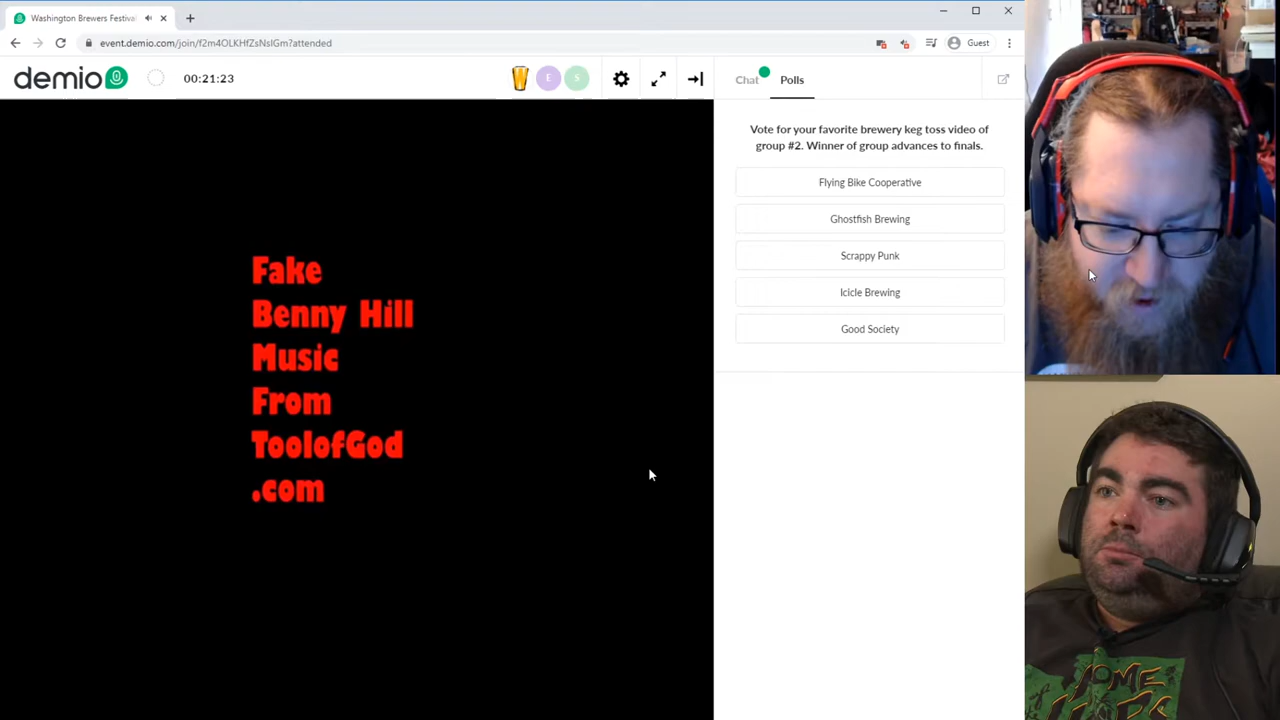 Washington Brewers Festiva
event.demio.com/join/f2m4OLKHfZsNsIGm?attended
Guest
demio
00:21:23
E
S
Chat
Polls
Fake
Benny Hill
Music
From
ToolofGod
.com
Vote for your favorite brewery keg toss video of
group #2. Winner of group advances to finals.
Flying Bike Cooperative
Ghostfish Brewing
Scrappy Punk
Icicle Brewing
Good Society